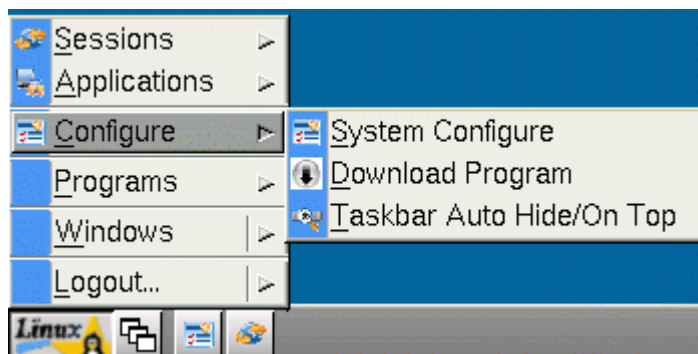 Sessions
Applications
Configure
System Configure
Download Program
Taskbar Auto Hide/On Top
Programs
Windows
Logout...
Linux